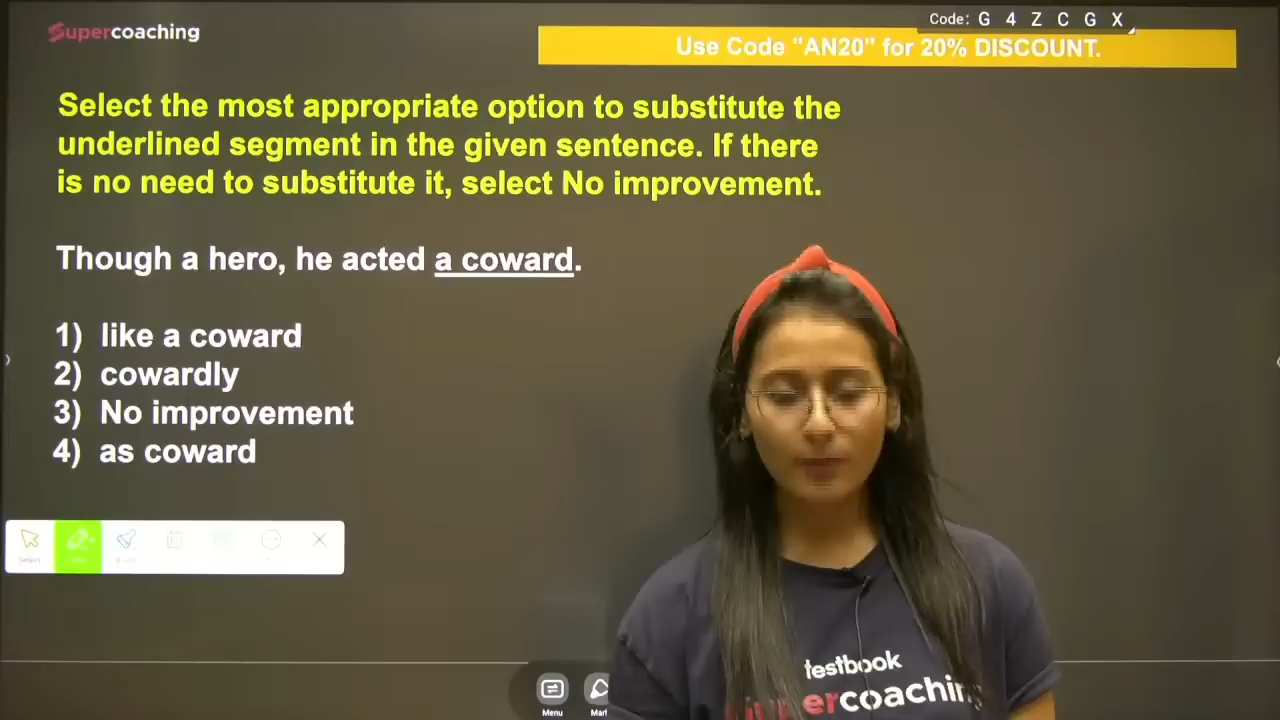 Supercoaching
Code: G 4 Z C G X
Use Code "AN20" for 20% DISCOUNT.
Select the most appropriate option to substitute the
underlined segment in the given sentence. If there
is no need to substitute it, select No improvement.
Though a hero, he acted a coward.
1) like a coward
2) cowardly
3) No improvement
4) as coward
Select
Menu
testbook
supercoaching